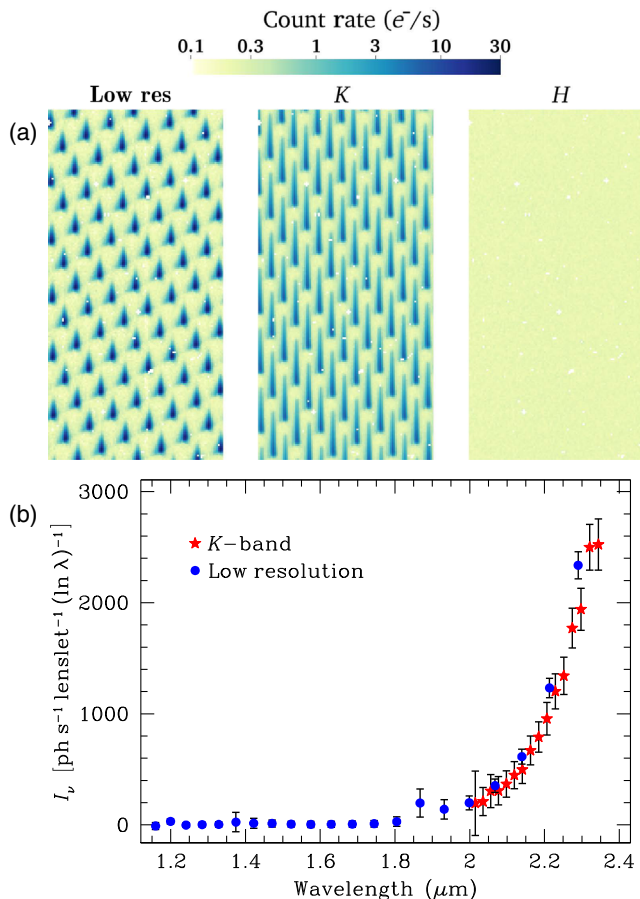 Count rate (e⁻/s)
0.1 0.3 1 3 10 30
Low res K H
(a)
(b)
3000
2000
1000
0
I_ν [ph s⁻¹ lenslet⁻¹ (ln λ)⁻¹]
K-band
Low resolution
1.2 1.4 1.6 1.8 2 2.2 2.4
Wavelength (μm)